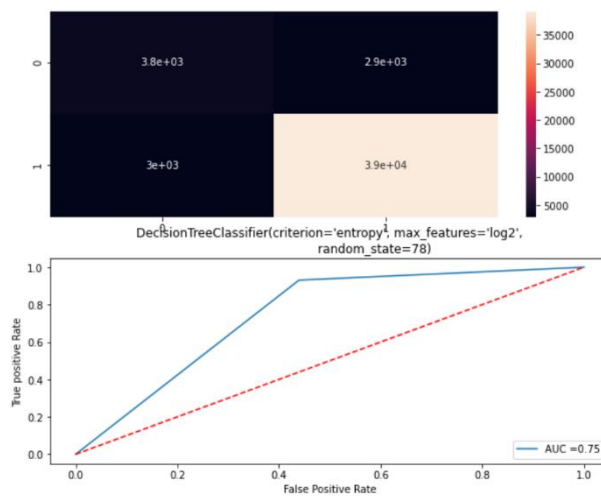 0
3.8e+03
2.9e+03
1
3e+03
3.9e+04
0
1
35000
30000
25000
20000
15000
10000
5000
DecisionTreeClassifier(criterion='entropy', max_features='log2',
random_state=78)
True positive Rate
1.0
0.8
0.6
0.4
0.2
0.0
AUC =0.75
0.0
0.2
0.4
0.6
0.8
1.0
False Positive Rate